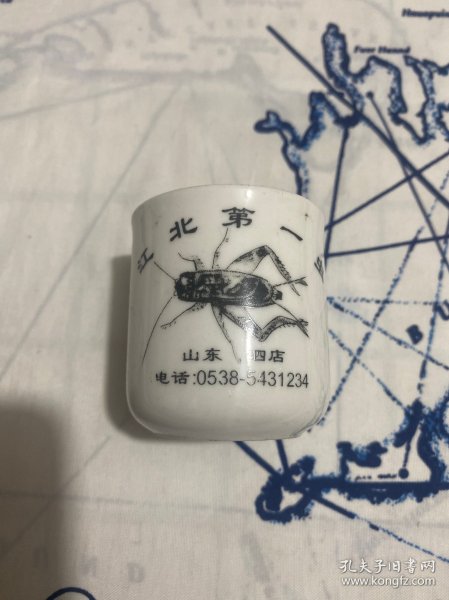 江北第一
山东 泗店
电话:0538-5431234
孔夫子旧书网
www.kongfz.com